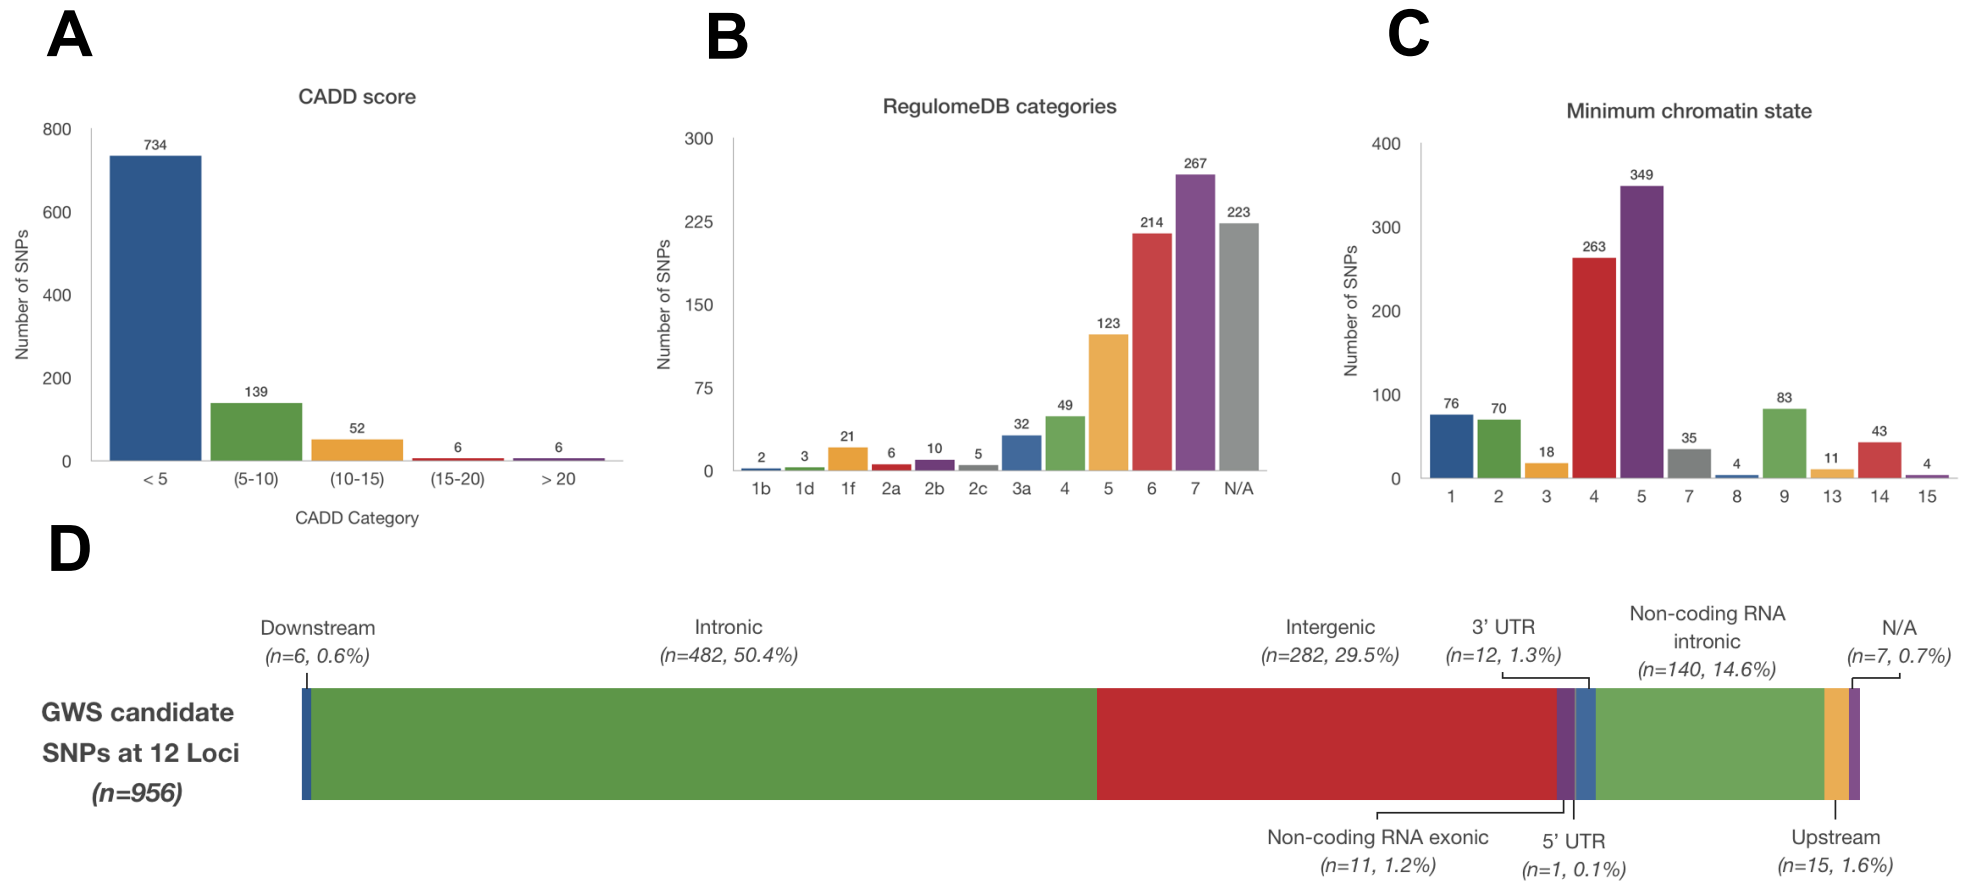 A
CADD score
Number of SNPs
800
600
400
200
0
734
139
52
6
6
< 5
(5-10)
(10-15)
(15-20)
> 20
CADD Category
B
RegulomeDB categories
Number of SNPs
300
225
150
75
0
2
3
21
6
10
5
32
49
123
214
267
223
1b
1d
1f
2a
2b
2c
3a
4
5
6
7
N/A
C
Minimum chromatin state
Number of SNPs
400
300
200
100
0
76
70
18
263
349
35
4
83
11
43
4
1
2
3
4
5
7
8
9
13
14
15
D
GWS candidate
SNPs at 12 Loci
(n=956)
Downstream
(n=6, 0.6%)
Intronic
(n=482, 50.4%)
Intergenic
(n=282, 29.5%)
3’ UTR
(n=12, 1.3%)
Non-coding RNA
intronic
(n=140, 14.6%)
N/A
(n=7, 0.7%)
Non-coding RNA exonic
(n=11, 1.2%)
5’ UTR
(n=1, 0.1%)
Upstream
(n=15, 1.6%)